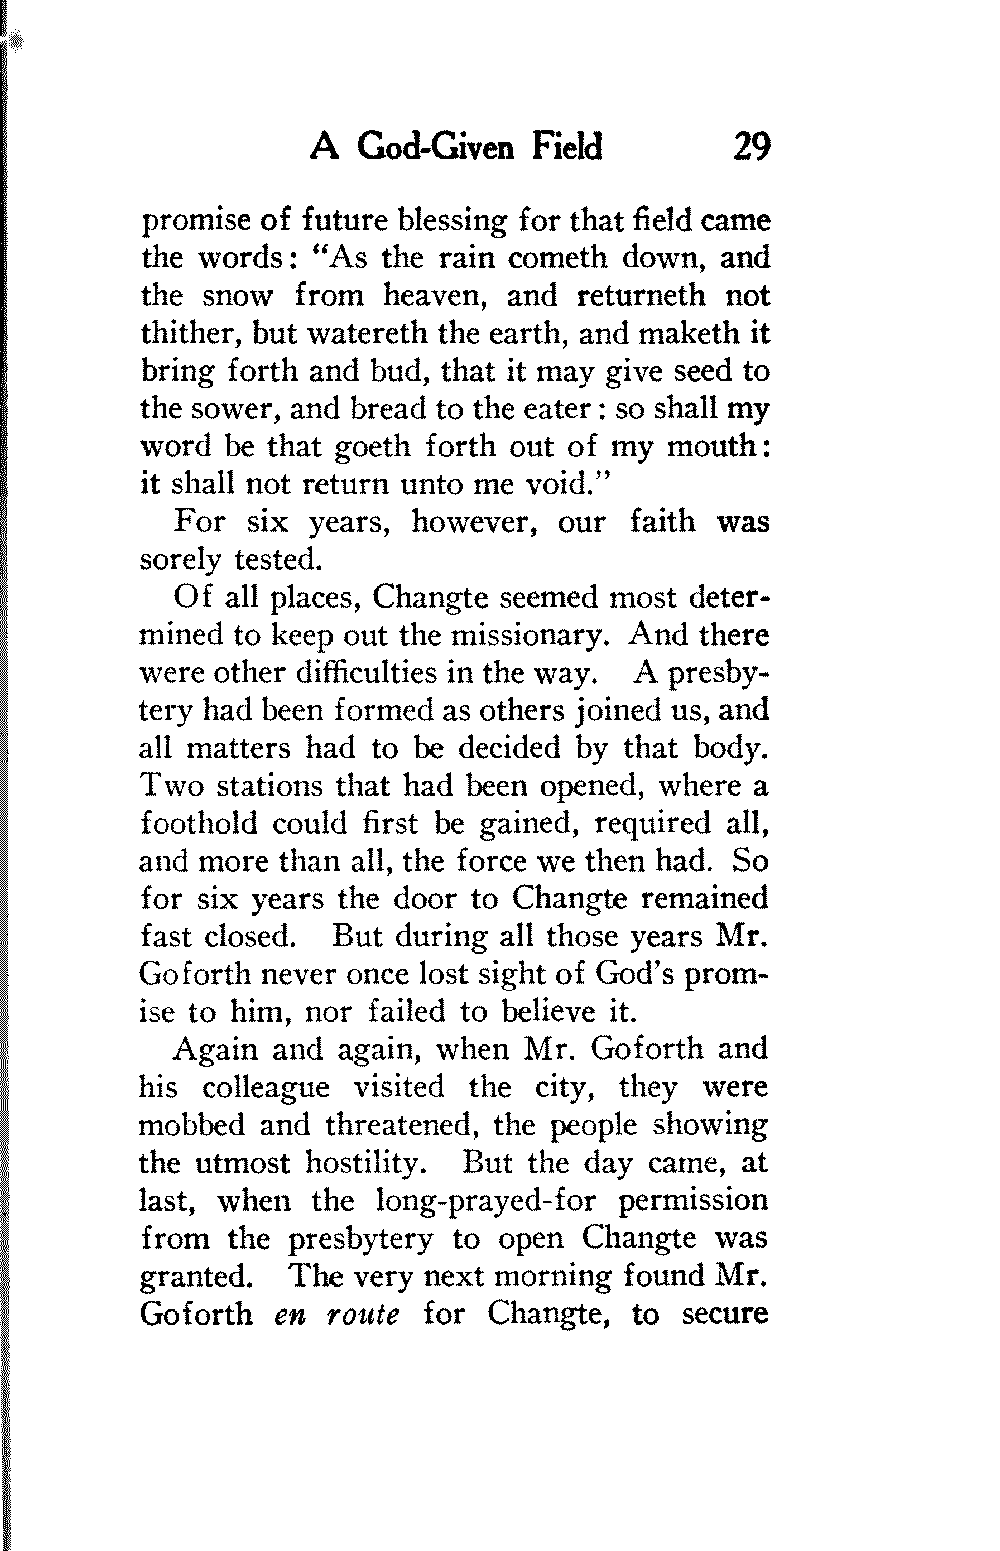 A God-Given Field 29
promise of future blessing for that field came
the words: “As the rain cometh down, and
the snow from heaven, and returneth not
thither, but watereth the earth, and maketh it
bring forth and bud, that it may give seed to
the sower, and bread to the eater: so shall my
word be that goeth forth out of my mouth:
it shall not return unto me void.”
For six years, however, our faith was
sorely tested.
Of all places, Changte seemed most deter-
mined to keep out the missionary. And there
were other difficulties in the way. A presby-
tery had been formed as others joined us, and
all matters had to be decided by that body.
Two stations that had been opened, where a
foothold could first be gained, required all,
and more than all, the force we then had. So
for six years the door to Changte remained
fast closed. But during all those years Mr.
Goforth never once lost sight of God’s prom-
ise to him, nor failed to believe it.
Again and again, when Mr. Goforth and
his colleague visited the city, they were
mobbed and threatened, the people showing
the utmost hostility. But the day came, at
last, when the long-prayed-for permission
from the presbytery to open Changte was
granted. The very next morning found Mr.
Goforth en route for Changte, to secure